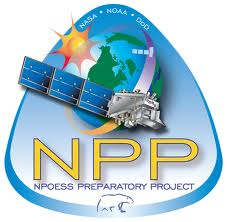 NASA • NOAA • DoD
NPP
NPOESS PREPARATORY PROJECT